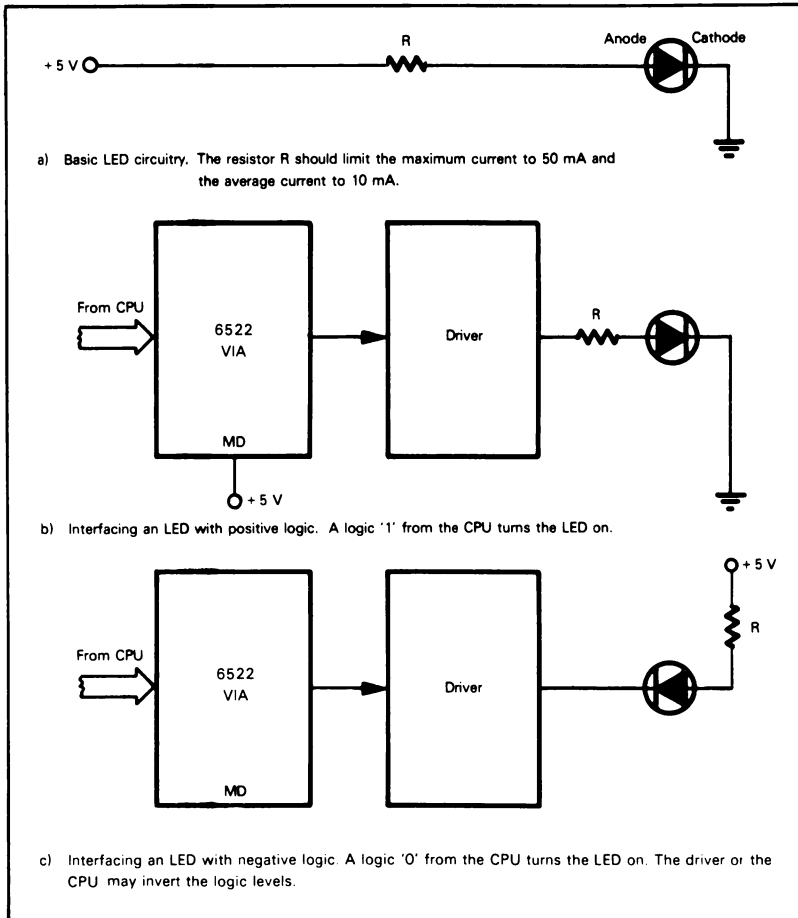 R
Anode
Cathode
+ 5 V
a) Basic LED circuitry. The resistor R should limit the maximum current to 50 mA and
the average current to 10 mA.
From CPU
6522
VIA
Driver
R
MD
+ 5 V
b) Interfacing an LED with positive logic. A logic '1' from the CPU turns the LED on.
+ 5 V
R
From CPU
6522
VIA
Driver
MD
c) Interfacing an LED with negative logic. A logic '0' from the CPU turns the LED on. The driver or the
CPU may invert the logic levels.